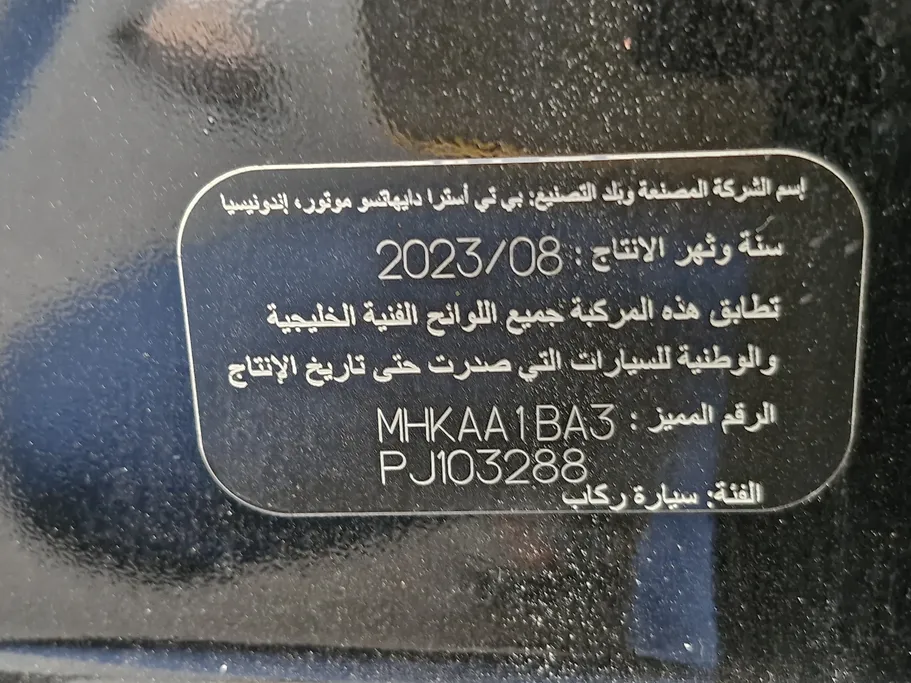 إسم الشركة المصنعة وبلد التصنيع: بي تي أسترا دايهاتسو موتور، إندونيسيا
سنة وشهر الانتاج : 2023/08
تطابق هذه المركبة جميع اللوائح الفنية الخليجية
والوطنية للسيارات التي صدرت حتى تاريخ الإنتاج
الرقم المميز : MHKAA1BA3
PJ103288
الفئة: سيارة ركاب